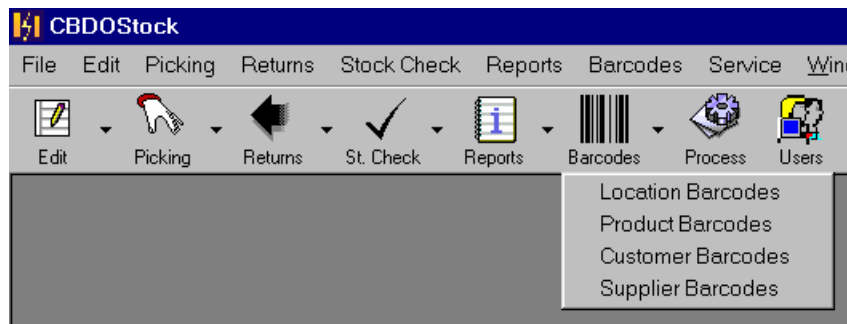 CBDOStock
File Edit Picking Returns Stock Check Reports Barcodes Service
Edit Picking Returns St. Check Reports Barcodes Process Users
Location Barcodes
Product Barcodes
Customer Barcodes
Supplier Barcodes